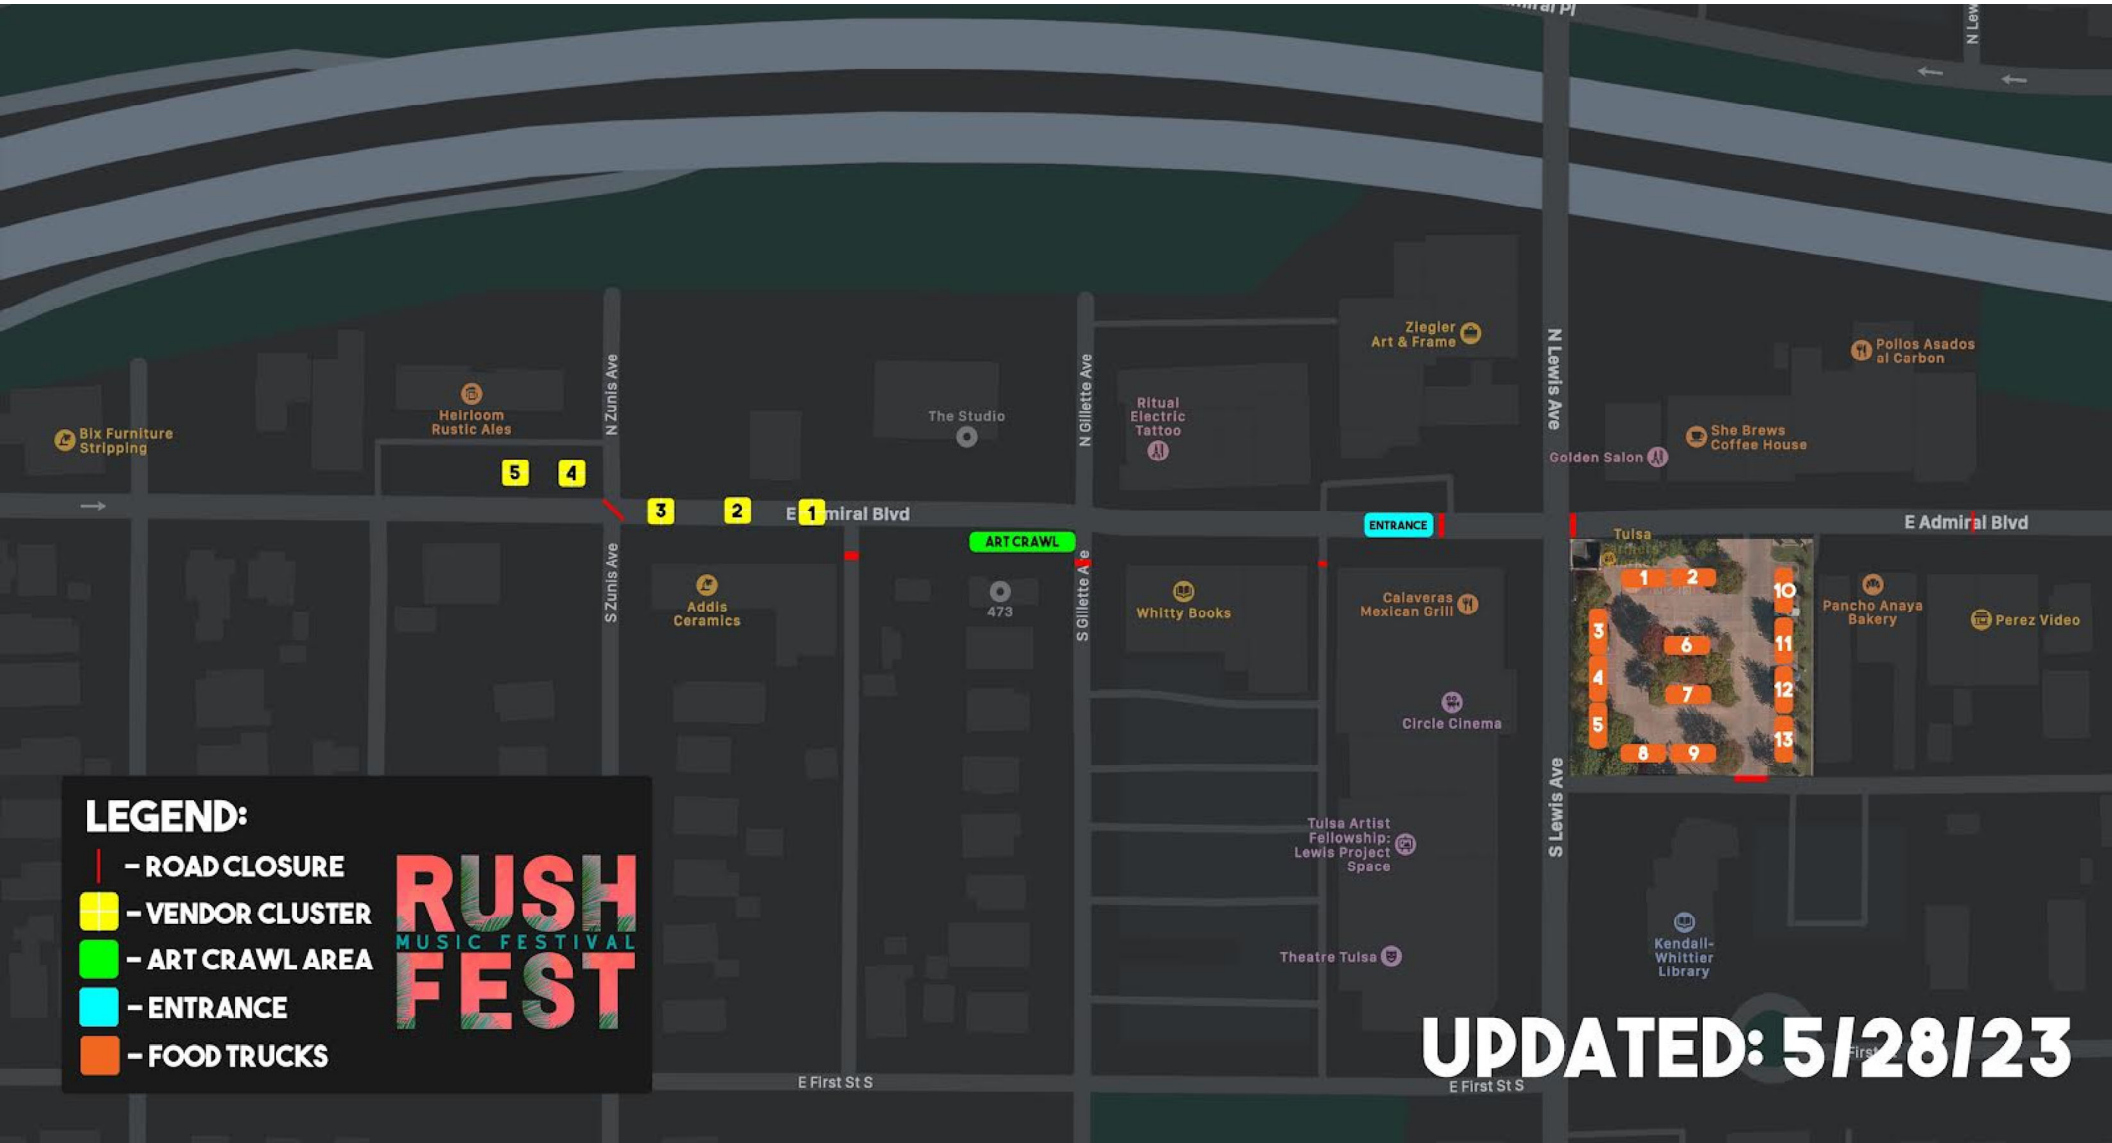 miral Pl
N Lew
Ziegler
Art & Frame
N Lewis Ave
Pollos Asados
al Carbon
N Zunis Ave
N Gillette Ave
Heirloom
Rustic Ales
Bix Furniture
Stripping
The Studio
Ritual
Electric
Tattoo
She Brews
Coffee House
Golden Salon
5
4
3
2
1
E Admiral Blvd
ENTRANCE
E Admiral Blvd
ART CRAWL
Tulsa
S Zunis Ave
S Gillette Ave
Addis
Ceramics
473
Whitty Books
Calaveras
Mexican Grill
Pancho Anaya
Bakery
Perez Video
1
2
10
3
6
11
4
7
12
5
8
9
13
Circle Cinema
S Lewis Ave
Tulsa Artist
Fellowship:
Lewis Project
Space
Kendall-
Whittier
Library
Theatre Tulsa
LEGEND:
- ROAD CLOSURE
- VENDOR CLUSTER
- ART CRAWL AREA
- ENTRANCE
- FOOD TRUCKS
RUSH
MUSIC FESTIVAL
FEST
UPDATED: 5/28/23
First
E First St S
E First St S